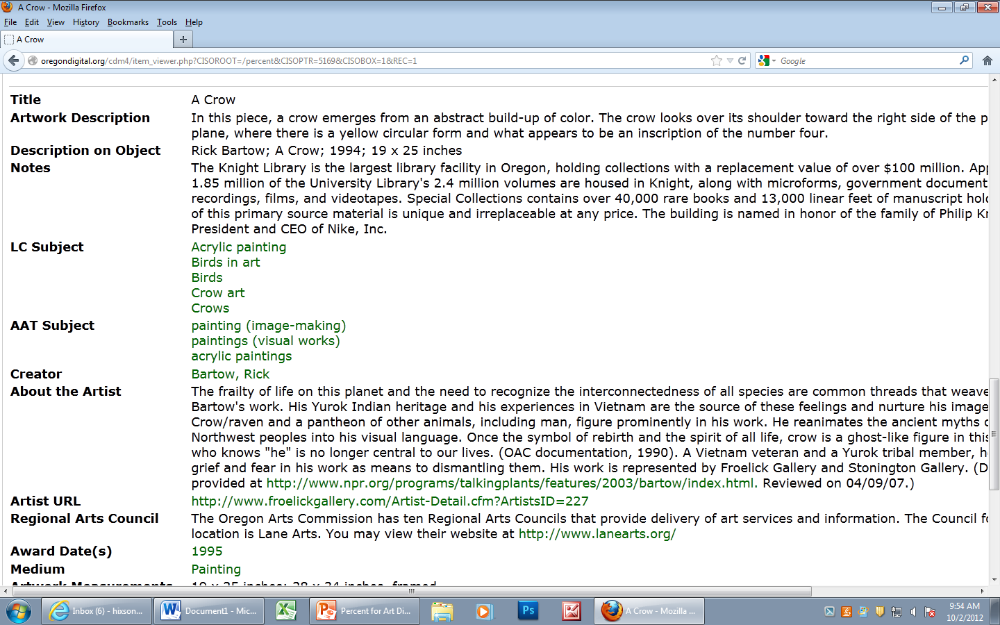 A Crow - Mozilla Firefox
File Edit View History Bookmarks Tools Help
A Crow
oregondigital.org/cdm4/item_viewer.php?CISOROOT=/percent&CISOPTR=5169&CISOBOX=1&REC=1 Google
Title A Crow
Artwork Description In this piece, a crow emerges from an abstract build-up of color. The crow looks over its shoulder toward the right side of the p
plane, where there is a yellow circular form and what appears to be an inscription of the number four.
Description on Object Rick Bartow; A Crow; 1994; 19 x 25 inches
Notes The Knight Library is the largest library facility in Oregon, holding collections with a replacement value of over $100 million. App
1.85 million of the University Library's 2.4 million volumes are housed in Knight, along with microforms, government document
recordings, films, and videotapes. Special Collections contains over 40,000 rare books and 13,000 linear feet of manuscript hold
of this primary source material is unique and irreplaceable at any price. The building is named in honor of the family of Philip Kn
President and CEO of Nike, Inc.
LC Subject Acrylic painting
Birds in art
Birds
Crow art
Crows
AAT Subject painting (image-making)
paintings (visual works)
acrylic paintings
Creator Bartow, Rick
About the Artist The frailty of life on this planet and the need to recognize the interconnectedness of all species are common threads that weave
Bartow's work. His Yurok Indian heritage and his experiences in Vietnam are the source of these feelings and nurture his image
Crow/raven and a pantheon of other animals, including man, figure prominently in his work. He reanimates the ancient myths o
Northwest peoples into his visual language. Once the symbol of rebirth and the spirit of all life, crow is a ghost-like figure in this
who knows "he" is no longer central to our lives. (OAC documentation, 1990). A Vietnam veteran and a Yurok tribal member, he
grief and fear in his work as means to dismantling them. His work is represented by Froelick Gallery and Stonington Gallery. (D
provided at http://www.npr.org/programs/talkingplants/features/2003/bartow/index.html. Reviewed on 04/09/07.)
Artist URL http://www.froelickgallery.com/Artist-Detail.cfm?ArtistsID=227
Regional Arts Council The Oregon Arts Commission has ten Regional Arts Councils that provide delivery of art services and information. The Council fo
location is Lane Arts. You may view their website at http://www.lanearts.org/
Award Date(s) 1995
Medium Painting
Artwork Measurements 19 x 25 inches; 28 x 34 inches, framed
Inbox (6) - hixson... Document1 - Mic... Percent for Art Di... Ps A Crow - Mozilla ... 9:54 AM
10/2/2012